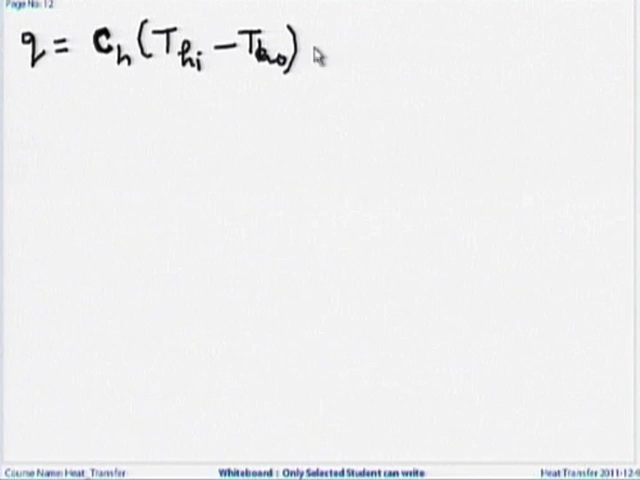 Page No: 12
q = C_h (T_hi - T_ho)
Course Name: Heat_Transfer
Whiteboard : Only Selected Student can write
Heat Transfer 2011-12-